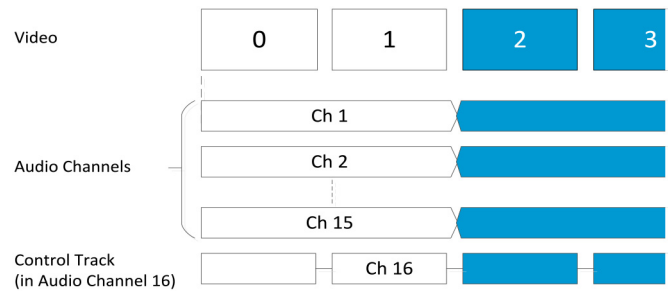 Video
0
1
2
3
Ch 1
Audio Channels
Ch 2
Ch 15
Control Track
(in Audio Channel 16)
Ch 16